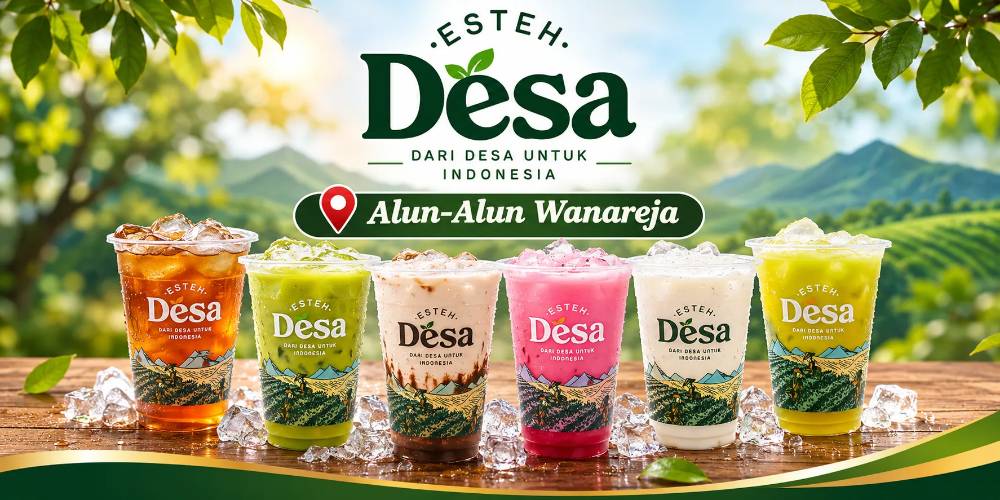 ·ESTEH·
Desa
DARI DESA UNTUK
INDONESIA
Alun-Alun Wanareja
·ESTEH·
Desa
DARI DESA UNTUK
INDONESIA
·ESTEH·
Desa
DARI DESA UNTUK
INDONESIA
·ESTEH·
Desa
DARI DESA UNTUK
INDONESIA
·ESTEH·
Desa
DARI DESA UNTUK
INDONESIA
·ESTEH·
Desa
DARI DESA UNTUK
INDONESIA
·ESTEH·
Desa
DARI DESA UNTUK
INDONESIA